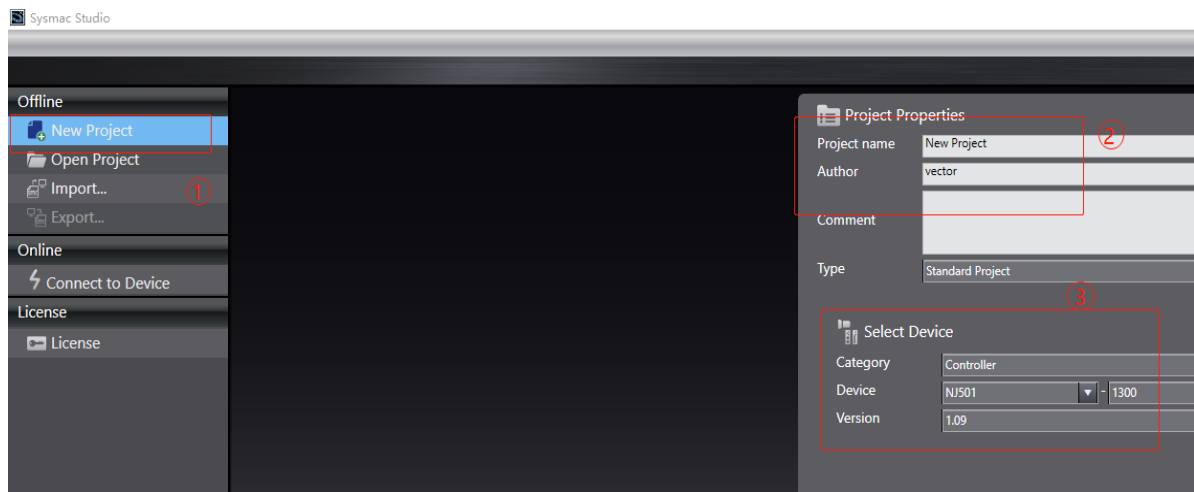 Sysmac Studio
Offline
New Project
Open Project
Import...
Export...
Online
Connect to Device
License
License
①
Project Properties
②
Project name New Project
Author vector
Comment
Type Standard Project
③
Select Device
Category Controller
Device NJ501 - 1300
Version 1.09